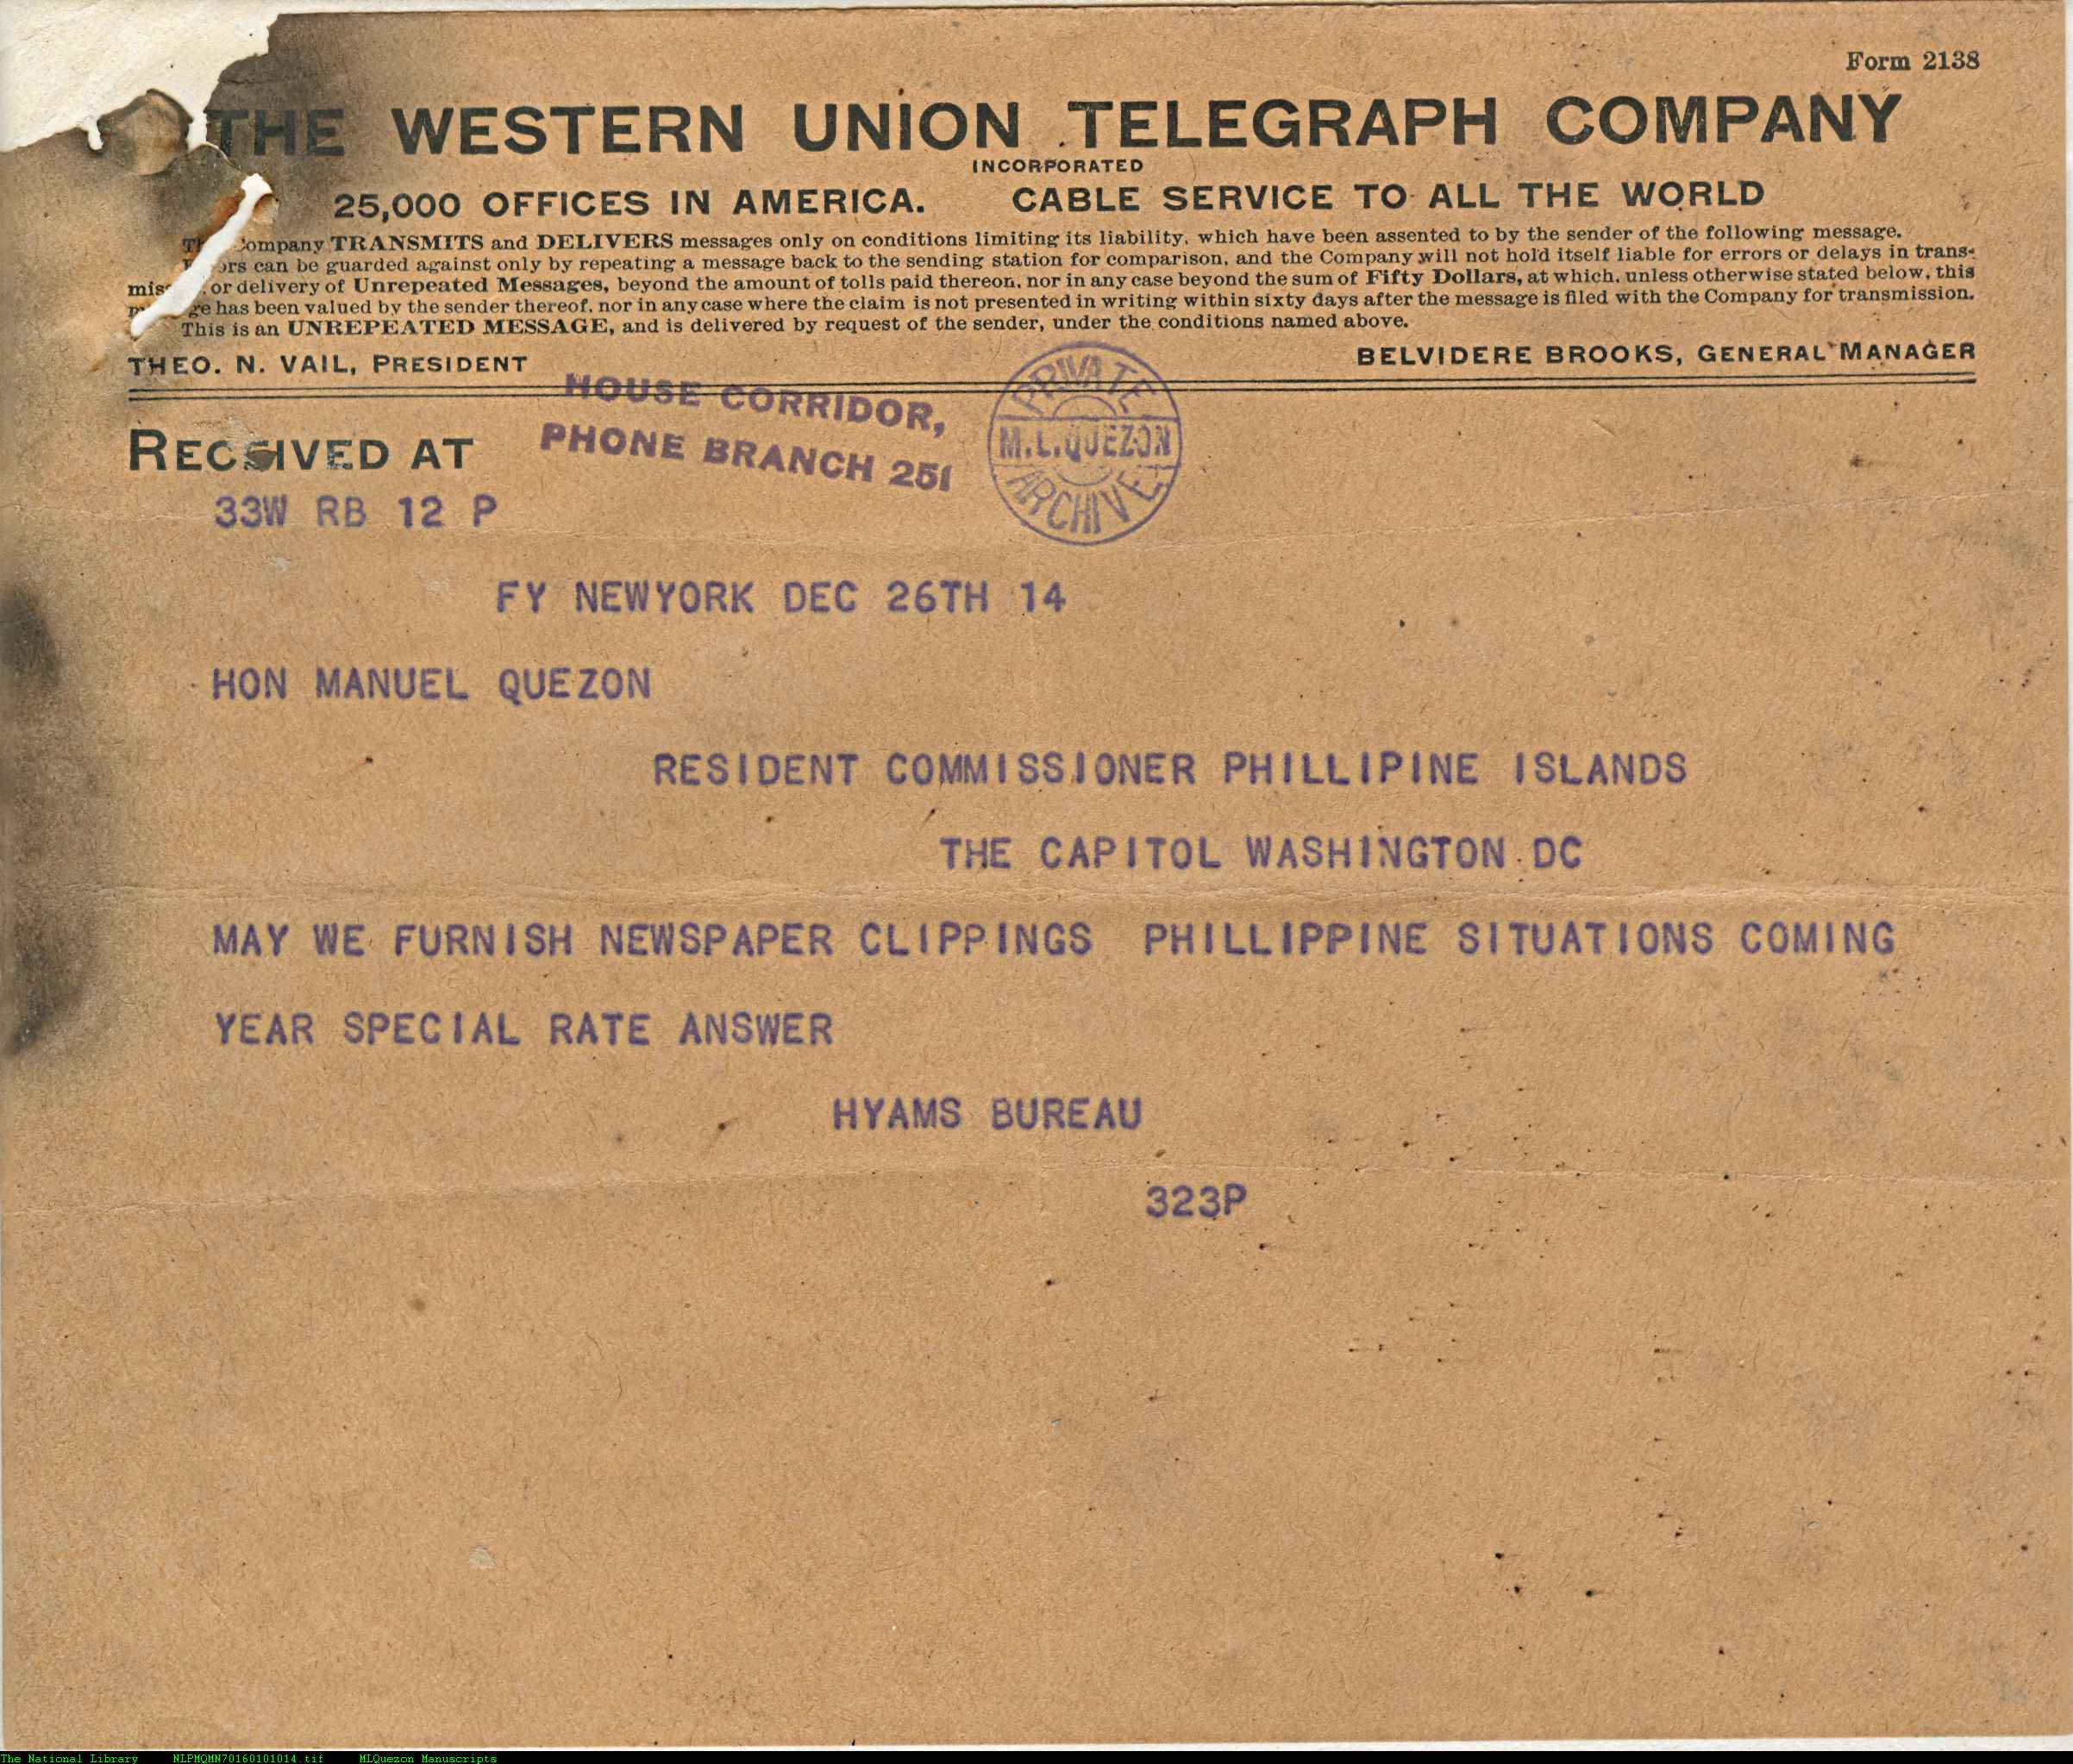 Form 2138
THE WESTERN UNION TELEGRAPH COMPANY
INCORPORATED
25,000 OFFICES IN AMERICA. CABLE SERVICE TO ALL THE WORLD
ompany TRANSMITS and DELIVERS messages only on conditions limiting its liability, which have been assented to by the sender of the following message.
ors can be guarded against only by repeating a message back to the sending station for comparison, and the Company will not hold itself liable for errors or delays in trans-
mis or delivery of Unrepeated Messages, beyond the amount of tolls paid thereon, nor in any case beyond the sum of Fifty Dollars, at which, unless otherwise stated below, this
ge has been valued by the sender thereof, nor in any case where the claim is not presented in writing within sixty days after the message is filed with the Company for transmission.
This is an UNREPEATED MESSAGE, and is delivered by request of the sender, under the conditions named above.
THEO. N. VAIL, PRESIDENT BELVIDERE BROOKS, GENERAL MANAGER
HOUSE CORRIDOR,
PHONE BRANCH 251
PRIVATE
M.L.QUEZON
ARCHIVE
RECEIVED AT
33W RB 12 P
FY NEWYORK DEC 26TH 14
HON MANUEL QUEZON
RESIDENT COMMISSIONER PHILLIPINE ISLANDS
THE CAPITOL WASHINGTON DC
MAY WE FURNISH NEWSPAPER CLIPPINGS PHILLIPPINE SITUATIONS COMING
YEAR SPECIAL RATE ANSWER
HYAMS BUREAU
323P
The National Library NLPMQMN70160101014.tif MLQuezon Manuscripts